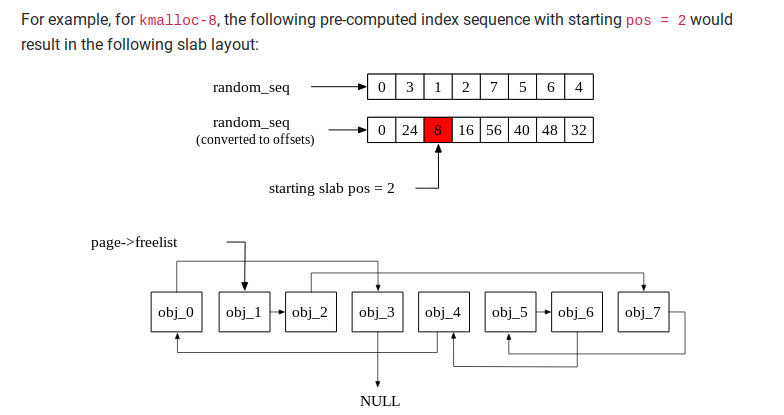 For example, for kmalloc-8, the following pre-computed index sequence with starting pos = 2 would
result in the following slab layout:
random_seq
0 3 1 2 7 5 6 4
random_seq
(converted to offsets)
0 24 8 16 56 40 48 32
starting slab pos = 2
page->freelist
obj_0 obj_1 obj_2 obj_3 obj_4 obj_5 obj_6 obj_7
NULL